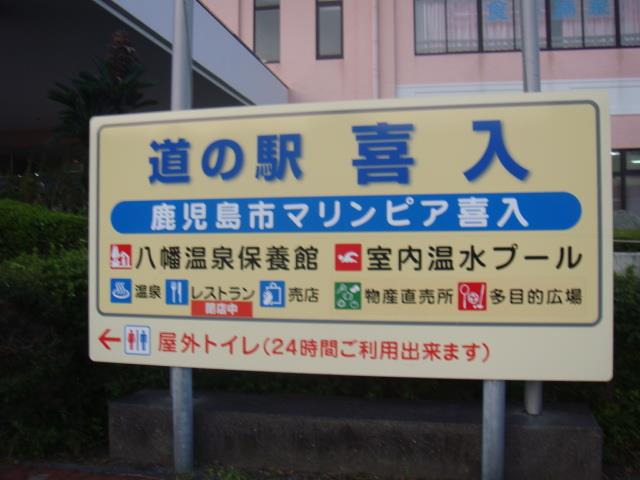 道の駅 喜入
鹿児島市マリンピア喜入
八幡温泉保養館 室内温水プール
温泉 レストラン 売店 物産直売所 多目的広場
開店中
屋外トイレ(24時間ご利用出来ます)